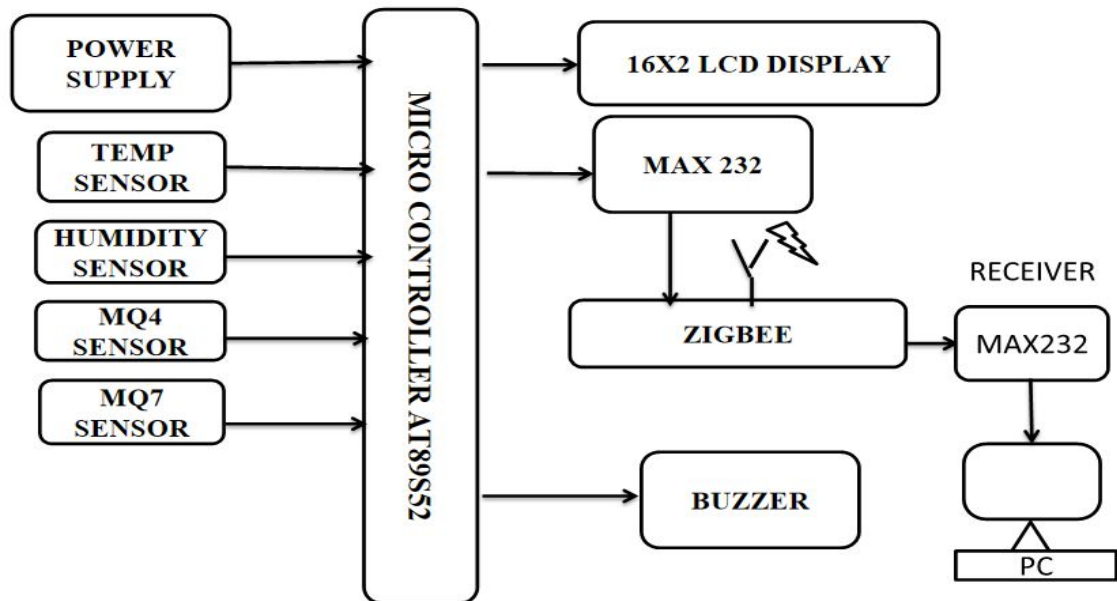 POWER
SUPPLY
TEMP
SENSOR
HUMIDITY
SENSOR
MQ4
SENSOR
MQ7
SENSOR
MICRO CONTROLLER AT89S52
16X2 LCD DISPLAY
MAX 232
ZIGBEE
BUZZER
RECEIVER
MAX232
PC